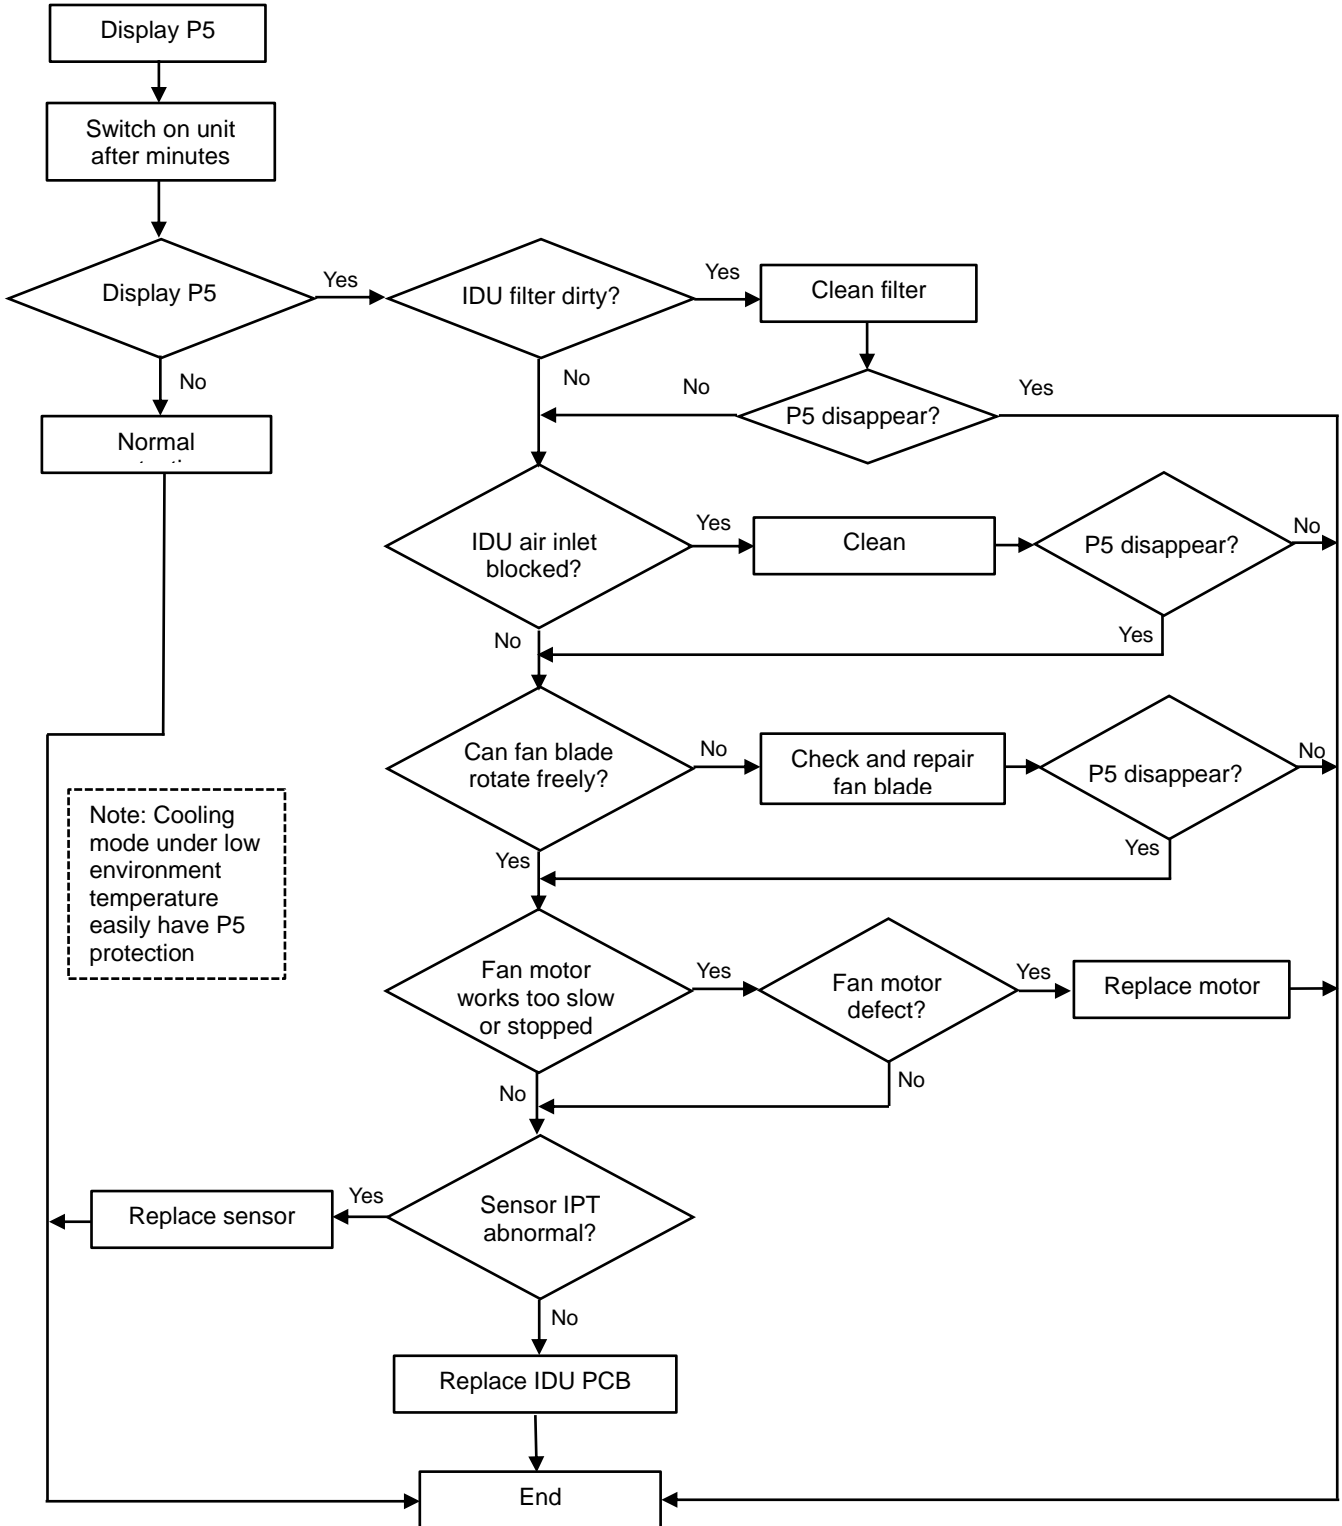 Display P5
Switch on unit
after minutes
Display P5
Yes
IDU filter dirty?
Yes
Clean filter
No
No
No
Yes
P5 disappear?
Normal
IDU air inlet
blocked?
Yes
Clean
P5 disappear?
No
No
Yes
Can fan blade
rotate freely?
No
Check and repair
fan blade
P5 disappear?
No
Yes
Yes
Note: Cooling
mode under low
environment
temperature
easily have P5
protection
Fan motor
works too slow
or stopped
Yes
Fan motor
defect?
Yes
Replace motor
No
No
Sensor IPT
abnormal?
Yes
Replace sensor
No
Replace IDU PCB
End